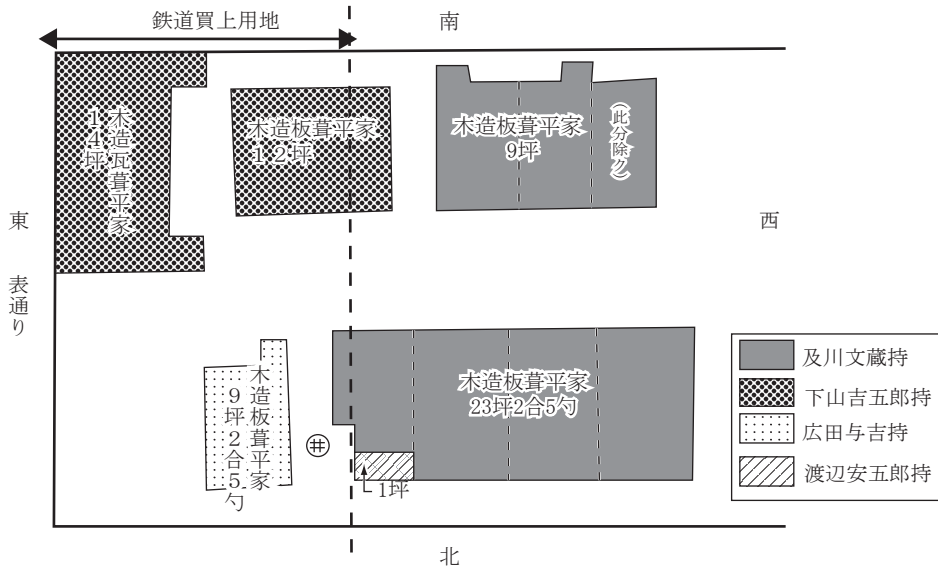 鉄道買上用地
南
木造瓦葺平家
14坪
木造板葺平家
12坪
木造板葺平家
9坪
(此分除ク)
東
表通り
西
木造板葺平家
9坪2合5勺
井
木造板葺平家
23坪2合5勺
1坪
及川文蔵持
下山吉五郎持
広田与吉持
渡辺安五郎持
北